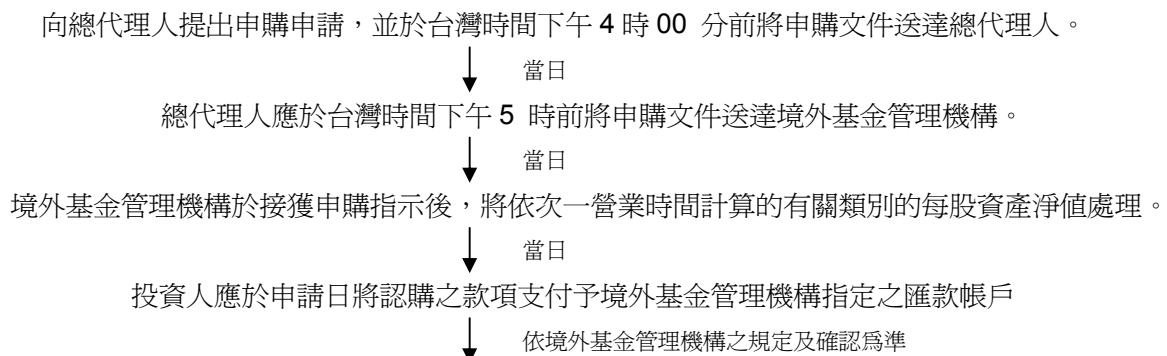 向總代理人提出申購申請，並於台灣時間下午 4 時 00 分前將申購文件送達總代理人。
當日
總代理人應於台灣時間下午 5 時前將申購文件送達境外基金管理機構。
當日
境外基金管理機構於接獲申購指示後，將依次一營業時間計算的有關類別的每股資產淨值處理。
當日
投資人應於申請日將認購之款項支付予境外基金管理機構指定之匯款帳戶
依境外基金管理機構之規定及確認爲準